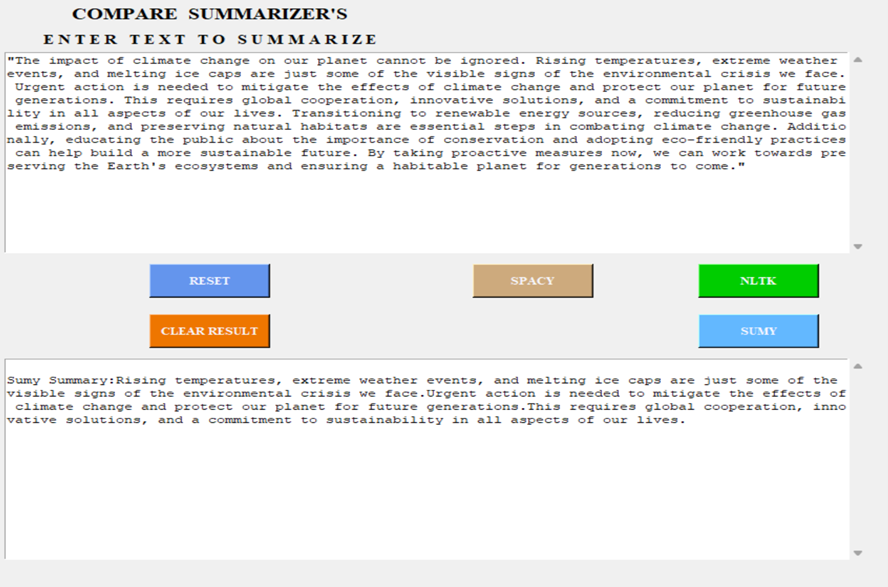 COMPARE SUMMARIZER'S
ENTER TEXT TO SUMMARIZE
"The impact of climate change on our planet cannot be ignored. Rising temperatures, extreme weather
events, and melting ice caps are just some of the visible signs of the environmental crisis we face.
Urgent action is needed to mitigate the effects of climate change and protect our planet for future
generations. This requires global cooperation, innovative solutions, and a commitment to sustainabi
lity in all aspects of our lives. Transitioning to renewable energy sources, reducing greenhouse gas
emissions, and preserving natural habitats are essential steps in combating climate change. Additio
nally, educating the public about the importance of conservation and adopting eco-friendly practices
can help build a more sustainable future. By taking proactive measures now, we can work towards pre
serving the Earth's ecosystems and ensuring a habitable planet for generations to come."
RESET
SPACY
NLTK
CLEAR RESULT
SUMY
Sumy Summary:Rising temperatures, extreme weather events, and melting ice caps are just some of the
visible signs of the environmental crisis we face.Urgent action is needed to mitigate the effects of
climate change and protect our planet for future generations.This requires global cooperation, inno
vative solutions, and a commitment to sustainability in all aspects of our lives.